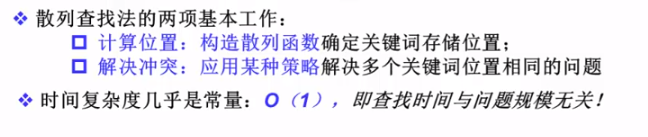 ❖ 散列查找法的两项基本工作：
❑ 计算位置：构造散列函数确定关键词存储位置；
❑ 解决冲突：应用某种策略解决多个关键词位置相同的问题
❖ 时间复杂度几乎是常量：O（1），即查找时间与问题规模无关！